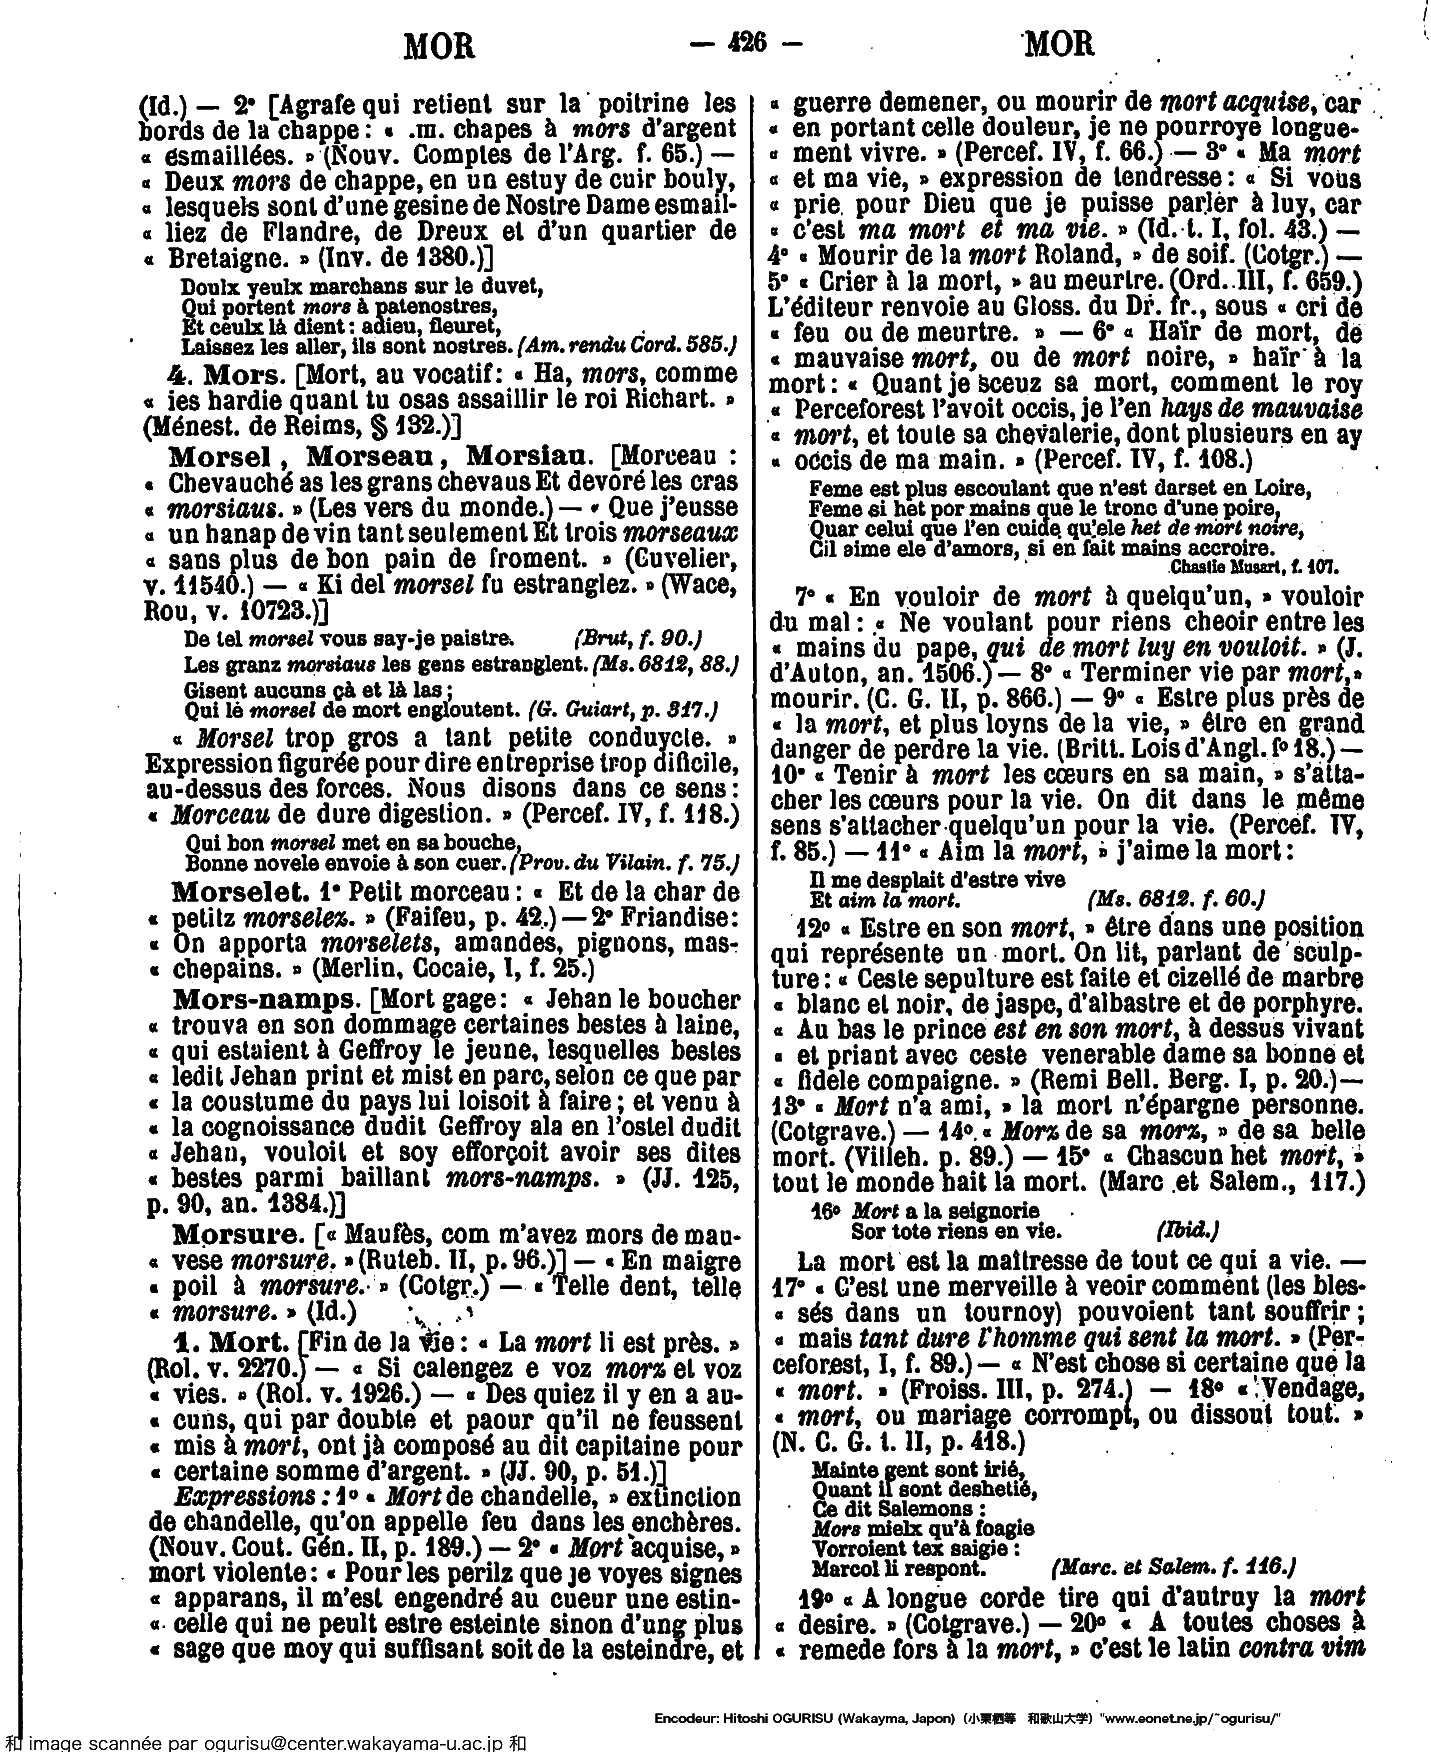 MOR
— 426 —
MOR
(Id.) — 2° [Agrafe qui retient sur la poitrine les
bords de la chappe : « .m. chapes à mors d'argent
« esmaillées. » (Nouv. Comptes de l'Arg. f. 65.) —
« Deux mors de chappe, en un estuy de cuir bouly,
« lesquels sont d'une gesine de Nostre Dame esmail-
« liez de Flandre, de Dreux et d'un quartier de
« Bretaigne. » (Inv. de 1380.)]
Doulx yeulx marchans sur le duvet,
Qui portent mors à patenostres,
Et ceulx là dient : adieu, fleuret,
Laissez les aller, ils sont nostres. (Am. rendu Cord. 585.)
4. Mors. [Mort, au vocatif : « Ha, mors, comme
« ies hardie quant tu osas assaillir le roi Richart. »
(Ménest. de Reims, § 132.)]
Morsel, Morseau, Morsiau. [Morceau :
« Chevauché as les grans chevaus Et devoré les cras
« morsiaus. » (Les vers du monde.) — « Que j'eusse
« un hanap de vin tant seulement Et trois morseaux
« sans plus de bon pain de froment. » (Cuvelier,
v. 11540.) — « Ki del morsel fu estranglez. » (Wace,
Rou, v. 10723.)]
De tel morsel vous say-je paistre. (Brut, f. 90.)
Les granz morsiaus les gens estranglent. (Ms. 6812, 88.)
Gisent aucuns çà et là las ;
Qui le morsel de mort engloutent. (G. Guiart, p. 317.)
« Morsel trop gros a tant petite conduycte. »
Expression figurée pour dire entreprise trop dificile,
au-dessus des forces. Nous disons dans ce sens :
« Morceau de dure digestion. » (Percef. IV, f. 118.)
Qui bon morsel met en sa bouche,
Bonne novele envoie à son cuer. (Prov. du Vilain. f. 75.)
Morselet. 1° Petit morceau : « Et de la char de
« petitz morselez. » (Faifeu, p. 42.) — 2° Friandise :
« On apporta morselets, amandes, pignons, mas-
« chepains. » (Merlin, Cocaie, I, f. 25.)
Mors-namps. [Mort gage : « Jehan le boucher
« trouva en son dommage certaines bestes à laine,
« qui estaient à Geffroy le jeune, lesquelles bestes
« ledit Jehan print et mist en parc, selon ce que par
« la coustume du pays lui loisoit à faire ; et venu à
« la cognoissance dudit Geffroy ala en l'ostel dudit
« Jehan, vouloit et soy efforçoit avoir ses dites
« bestes parmi baillant mors-namps. » (JJ. 125,
p. 90, an. 1384.)]
Morsure. [« Maufès, com m'avez mors de mau-
« vese morsure. » (Ruteb. II, p. 96.)] — « En maigre
« poil à morsure. » (Cotgr.) — « Telle dent, telle
« morsure. » (Id.)
1. Mort. [Fin de la vie : « La mort li est près. »
(Rol. v. 2270.) — « Si calengez e voz morz et voz
« vies. » (Rol. v. 1926.) — « Des quiez il y en a au-
« cuns, qui par doubte et paour qu'il ne feussent
« mis à mort, ont jà composé au dit capitaine pour
« certaine somme d'argent. » (JJ. 90, p. 51.)]
Expressions : 1° « Mort de chandelle, » extinction
de chandelle, qu'on appelle feu dans les enchères.
(Nouv. Cout. Gén. II, p. 189.) — 2° « Mort acquise, »
mort violente : « Pour les perilz que je voyes signes
« apparans, il m'est engendré au cueur une estin-
« celle qui ne peult estre esteinte sinon d'ung plus
« sage que moy qui suffisant soit de la esteindre, et
« guerre demener, ou mourir de mort acquise, car
« en portant celle douleur, je ne pourroye longue-
« ment vivre. » (Percef. IV, f. 66.) — 3° « Ma mort
« et ma vie, » expression de tendresse : « Si vous
« prie pour Dieu que je puisse parler à luy, car
« c'est ma mort et ma vie. » (Id. t. I, fol. 43.) —
4° « Mourir de la mort Roland, » de soif. (Cotgr.) —
5° « Crier à la mort, » au meurtre. (Ord. III, f. 659.)
L'éditeur renvoie au Gloss. du Dr. fr., sous « cri de
« feu ou de meurtre. » — 6° « Haïr de mort, de
« mauvaise mort, ou de mort noire, » haïr à la
mort : « Quant je sceuz sa mort, comment le roy
« Perceforest l'avoit occis, je l'en hays de mauvaise
« mort, et toute sa chevalerie, dont plusieurs en ay
« occis de ma main. » (Percef. IV, f. 108.)
Feme est plus escoulant que n'est darset en Loire,
Feme si het por mains que le tronc d'une poire,
Quar celui que l'en cuide qu'ele het de mort noire,
Cil aime ele d'amors, si en fait mains accroire.
Chastie Musart, f. 107.
7° « En vouloir de mort à quelqu'un, » vouloir
du mal : « Ne voulant pour riens cheoir entre les
« mains du pape, qui de mort luy en vouloit. » (J.
d'Auton, an. 1506.) — 8° « Terminer vie par mort, »
mourir. (C. G. II, p. 866.) — 9° « Estre plus près de
« la mort, et plus loyns de la vie, » être en grand
danger de perdre la vie. (Britt. Lois d'Angl. f° 18.) —
10° « Tenir à mort les cœurs en sa main, » s'atta-
cher les cœurs pour la vie. On dit dans le même
sens s'attacher quelqu'un pour la vie. (Percef. IV,
f. 85.) — 11° « Aim la mort, » j'aime la mort :
Il me desplait d'estre vive
Et aim la mort. (Ms. 6812. f. 60.)
12° « Estre en son mort, » être dans une position
qui représente un mort. On lit, parlant de sculp-
ture : « Ceste sepulture est faite et cizellé de marbre
« blanc et noir, de jaspe, d'albastre et de porphyre.
« Au bas le prince est en son mort, à dessus vivant
« et priant avec ceste venerable dame sa bonne et
« fidele compaigne. » (Remi Bell. Berg. I, p. 20.) —
13° « Mort n'a ami, » la mort n'épargne personne.
(Cotgrave.) — 14° « Morz de sa morz, » de sa belle
mort. (Villeh. p. 89.) — 15° « Chascun het mort, »
tout le monde hait la mort. (Marc et Salem., 117.)
16° Mort a la seignorie
Sor tote riens en vie. (Ibid.)
La mort est la maîtresse de tout ce qui a vie. —
17° « C'est une merveille à veoir comment (les bles-
« sés dans un tournoy) pouvoient tant souffrir ;
« mais tant dure l'homme qui sent la mort. » (Per-
ceforest, I, f. 89.) — « N'est chose si certaine que la
« mort. » (Froiss. III, p. 274.) — 18° « Vendage,
« mort, ou mariage corrompt, ou dissout tout. »
(N. C. G. t. II, p. 418.)
Mainte gent sont irié,
Quant il sont deshetié,
Ce dit Salemons :
Mors mielx qu'à foagie
Vorroient tex saigie :
Marcol li respont. (Marc. et Salem. f. 116.)
19° « A longue corde tire qui d'autruy la mort
« desire. » (Cotgrave.) — 20° « A toutes choses à
« remede fors à la mort, » c'est le latin contra vim
Encodeur: Hitoshi OGURISU (Wakayma, Japon)（小栗栖等　和歌山大学）"www.eonet.ne.jp/~ogurisu/"
和 image scannée par ogurisu@center.wakayama-u.ac.jp 和